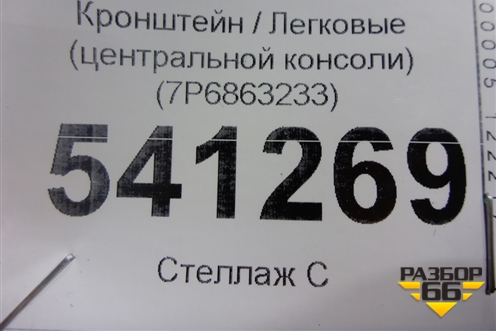 Кронштейн / Легковые
(центральной консоли)
(7P6863233)
541269
Стеллаж С
РАЗБОР
66